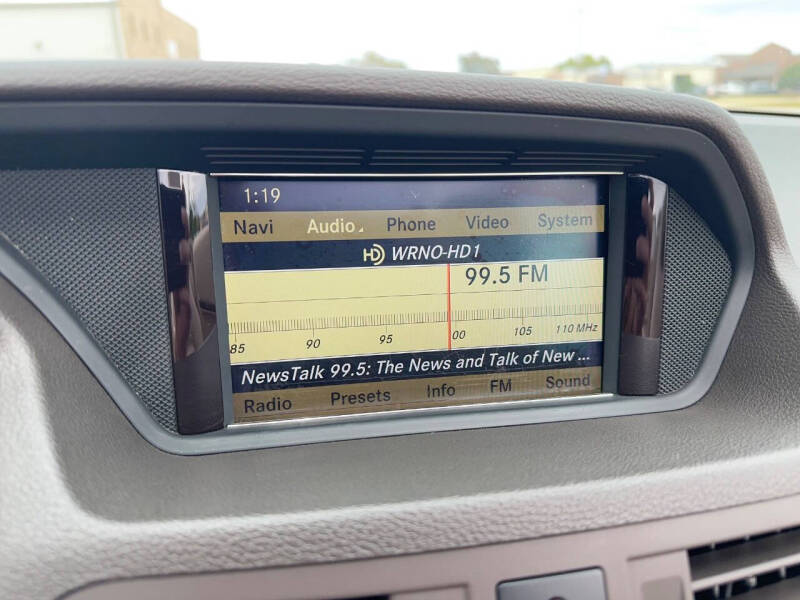 1:19
Navi Audio Phone Video System
HD WRNO-HD1
99.5 FM
85 90 95 00 105 110 MHz
NewsTalk 99.5: The News and Talk of New ...
Radio Presets Info FM Sound